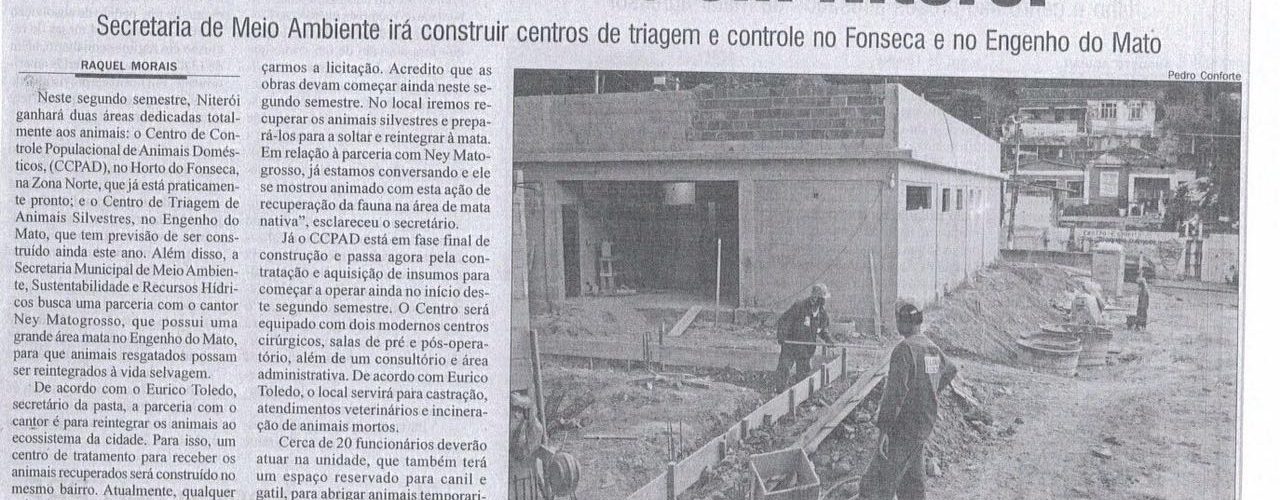 Secretaria de Meio Ambiente irá construir centros de triagem e controle no Fonseca e no Engenho do Mato
RAQUEL MORAIS
Neste segundo semestre, Niterói
ganhará duas áreas dedicadas total-
mente aos animais: o Centro de Con-
trole Populacional de Animais Domés-
ticos, (CCPAD), no Horto do Fonseca,
na Zona Norte, que já está praticamen-
te pronto; e o Centro de Triagem de
Animais Silvestres, no Engenho do
Mato, que tem previsão de ser cons-
truído ainda este ano. Além disso, a
Secretaria Municipal de Meio Ambien-
te, Sustentabilidade e Recursos Hídri-
cos busca uma parceria com o cantor
Ney Matogrosso, que possui uma
grande área mata no Engenho do Mato,
para que animais resgatados possam
ser reintegrados à vida selvagem.
De acordo com o Eurico Toledo,
secretário da pasta, a parceria com o
cantor é para reintegrar os animais ao
ecossistema da cidade. Para isso, um
centro de tratamento para receber os
animais recuperados será construído no
mesmo bairro. Atualmente, qualquer
çarmos a licitação. Acredito que as
obras devam começar ainda neste se-
gundo semestre. No local iremos re-
cuperar os animais silvestres e prepa-
rá-los para a soltar e reintegrar à mata.
Em relação à parceria com Ney Mato-
grosso, já estamos conversando e ele
se mostrou animado com esta ação de
recuperação da fauna na área de mata
nativa”, esclareceu o secretário.
Já o CCPAD está em fase final de
construção e passa agora pela con-
tratação e aquisição de insumos para
começar a operar ainda no início des-
te segundo semestre. O Centro será
equipado com dois modernos centros
cirúrgicos, salas de pré e pós-opera-
tório, além de um consultório e área
administrativa. De acordo com Eurico
Toledo, o local servirá para castração,
atendimentos veterinários e incinera-
ção de animais mortos.
Cerca de 20 funcionários deverão
atuar na unidade, que também terá
um espaço reservado para canil e
gatil, para abrigar animais temporari-
Pedro Conforte